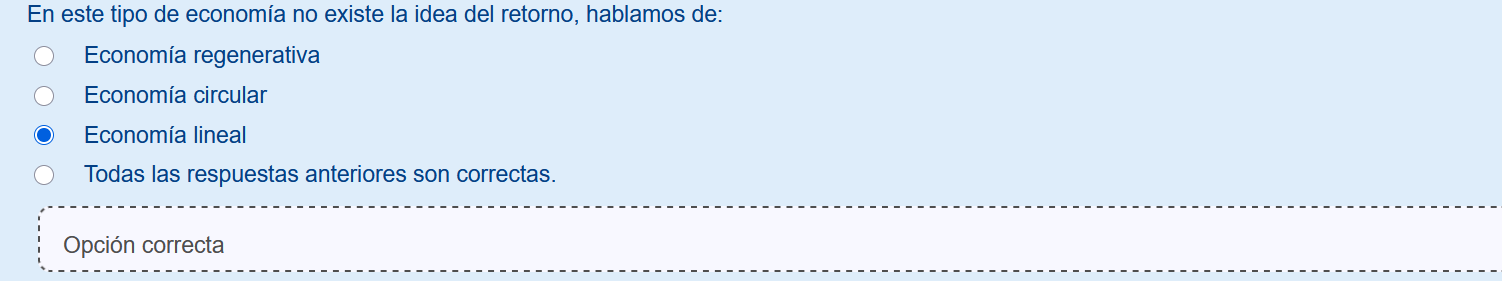 En este tipo de economía no existe la idea del retorno, hablamos de:
Economía regenerativa
Economía circular
Economía lineal
Todas las respuestas anteriores son correctas.
Opción correcta